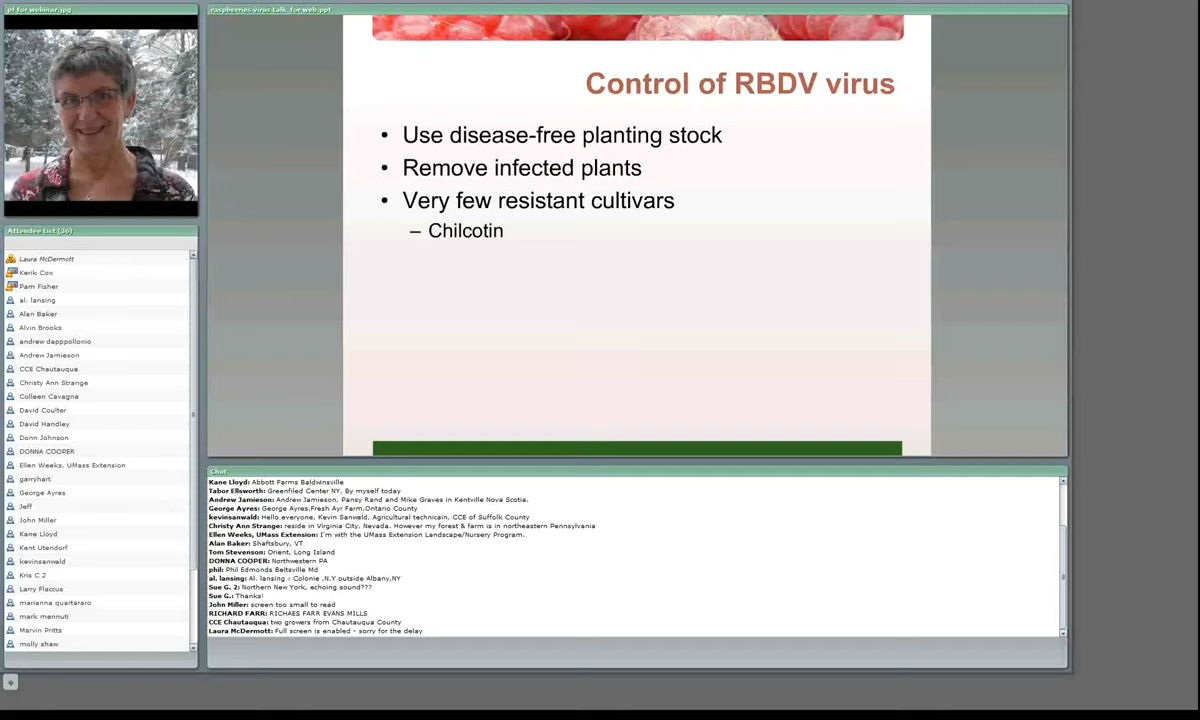 pf for webinar.jpg
Attendee List (36)
Laura McDermott
Kerik Cox
Pam Fisher
al. lansing
Alan Baker
Alvin Brooks
andrew dapppollonio
Andrew Jamieson
CCE Chautauqua
Christy Ann Strange
Colleen Cavagna
David Coulter
David Handley
Donn Johnson
DONNA COOPER
Ellen Weeks, UMass Extension
garryhart
George Ayres
Jeff
John Miller
Kane Lloyd
Kent Utendorf
kevinsanwald
Kris C 2
Larry Flaccus
marianna quartararo
mark mennuti
Marvin Pritts
molly shaw
raspberries virus talk for web.ppt
Control of RBDV virus
• Use disease-free planting stock
• Remove infected plants
• Very few resistant cultivars
– Chilcotin
Chat
Kane Lloyd: Abbott Farms Baldwinsville
Tabor Ellsworth: Greenfiled Center NY, By myself today
Andrew Jamieson: Andrew Jamieson, Pansy Rand and Mike Graves in Kentville Nova Scotia.
George Ayres: George Ayres,Fresh Ayr Farm,Ontario County
kevinsanwald: Hello everyone, Kevin Sanwald, Agricultural technicain, CCE of Suffolk County
Christy Ann Strange: reside in Virginia City, Nevada. However my forest & farm is in northeastern Pennsylvania
Ellen Weeks, UMass Extension: I'm with the UMass Extension Landscape/Nursery Program.
Alan Baker: Shaftsbury, VT
Tom Stevenson: Orient, Long Island
DONNA COOPER: Northwestern PA
phil: Phil Edmonds Beltsville Md
al. lansing: Al. lansing : Colonie ,N.Y outside Albany,NY
Sue G. 2: Northern New York, echoing sound???
Sue G.: Thanks!
John Miller: screen too small to read
RICHARD FARR: RICHAES FARR EVANS MILLS
CCE Chautauqua: two growers from Chautauqua County
Laura McDermott: Full screen is enabled - sorry for the delay